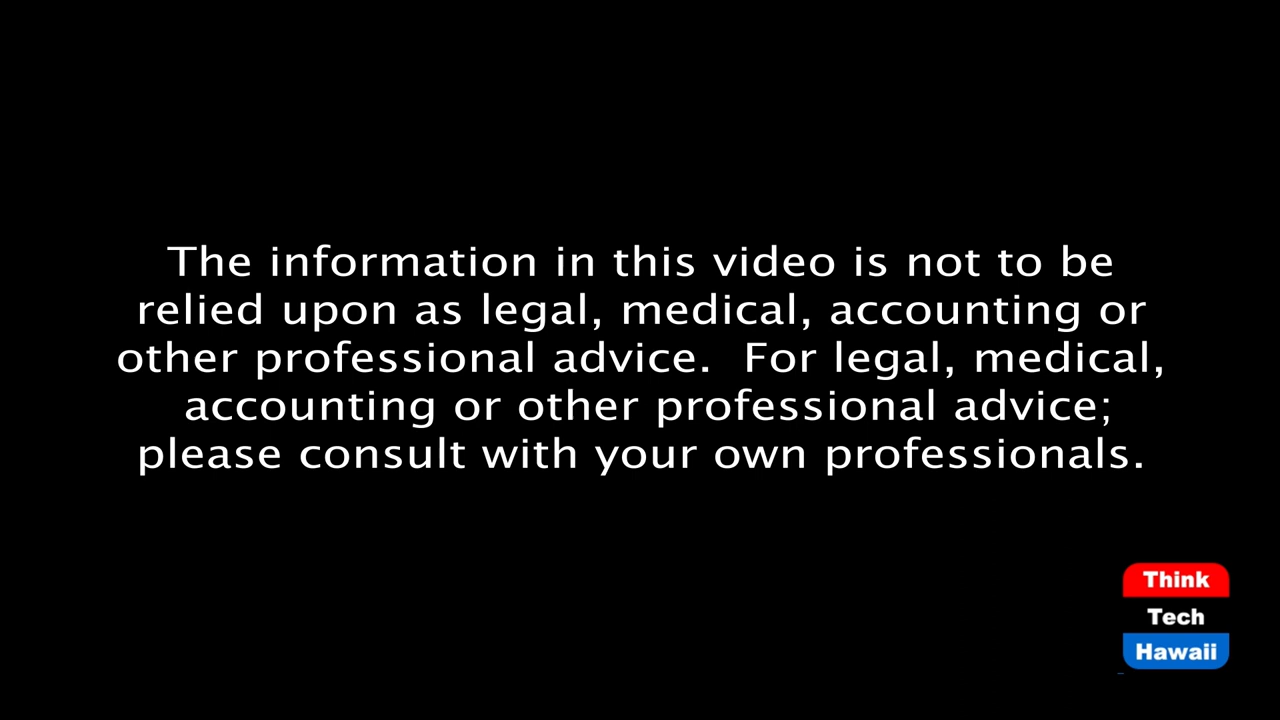 The information in this video is not to be
relied upon as legal, medical, accounting or
other professional advice.  For legal, medical,
accounting or other professional advice;
please consult with your own professionals.
Think
Tech
Hawaii